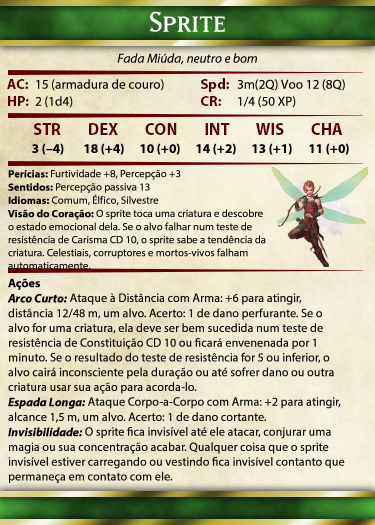 SPRITE
Fada Miúda, neutro e bom
AC: 15 (armadura de couro) Spd: 3m(2Q) Voo 12 (8Q)
HP: 2 (1d4) CR: 1/4 (50 XP)
STR DEX CON INT WIS CHA
3 (–4) 18 (+4) 10 (+0) 14 (+2) 13 (+1) 11 (+0)
Perícias: Furtividade +8, Percepção +3
Sentidos: Percepção passiva 13
Idiomas: Comum, Élfico, Silvestre
Visão do Coração: O sprite toca uma criatura e descobre
o estado emocional dela. Se o alvo falhar num teste de
resistência de Carisma CD 10, o sprite sabe a tendência da
criatura. Celestiais, corruptores e mortos-vivos falham
automaticamente.
Ações
Arco Curto: Ataque à Distância com Arma: +6 para atingir,
distância 12/48 m, um alvo. Acerto: 1 de dano perfurante. Se o
alvo for uma criatura, ela deve ser bem sucedida num teste de
resistência de Constituição CD 10 ou ficará envenenada por 1
minuto. Se o resultado do teste de resistência for 5 ou inferior, o
alvo cairá inconsciente pela duração ou até sofrer dano ou outra
criatura usar sua ação para acorda-lo.
Espada Longa: Ataque Corpo-a-Corpo com Arma: +2 para atingir,
alcance 1,5 m, um alvo. Acerto: 1 de dano cortante.
Invisibilidade: O sprite fica invisível até ele atacar, conjurar uma
magia ou sua concentração acabar. Qualquer coisa que o sprite
invisível estiver carregando ou vestindo fica invisível contanto que
permaneça em contato com ele.